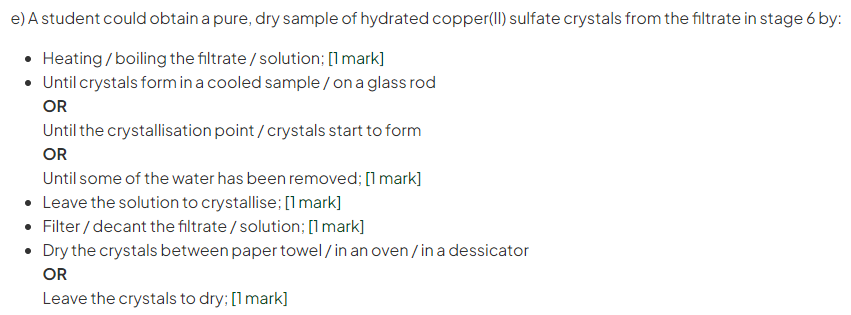 e) A student could obtain a pure, dry sample of hydrated copper(II) sulfate crystals from the filtrate in stage 6 by:
• Heating / boiling the filtrate / solution; [1 mark]
• Until crystals form in a cooled sample / on a glass rod
OR
Until the crystallisation point / crystals start to form
OR
Until some of the water has been removed; [1 mark]
• Leave the solution to crystallise; [1 mark]
• Filter / decant the filtrate / solution; [1 mark]
• Dry the crystals between paper towel / in an oven / in a dessicator
OR
Leave the crystals to dry; [1 mark]